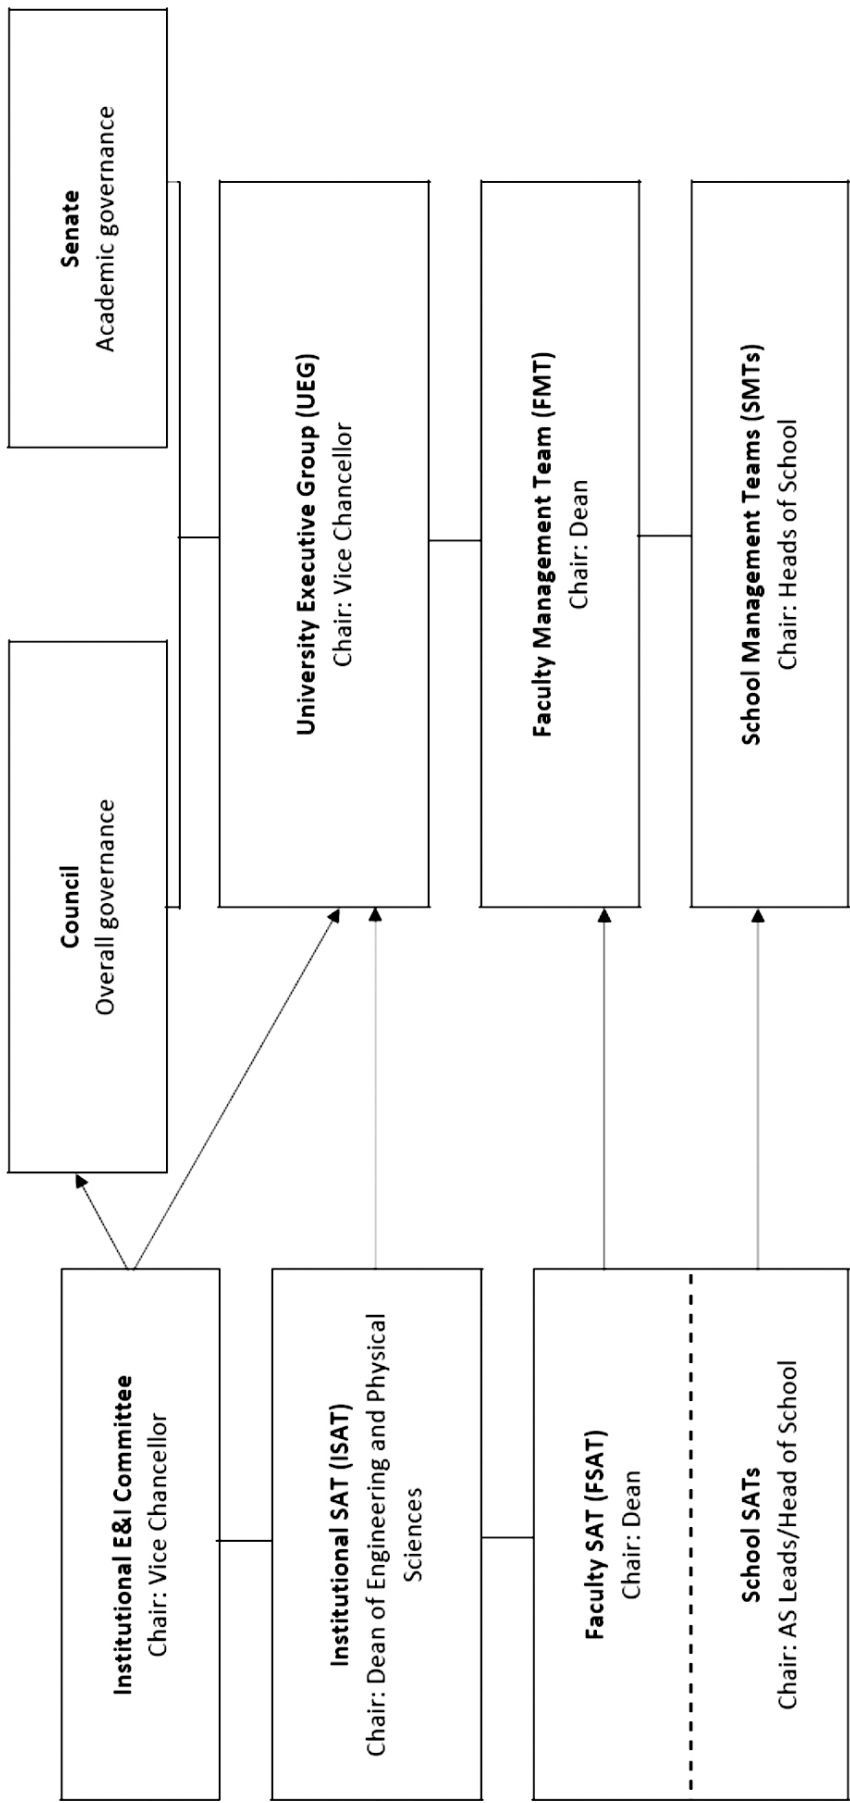 Council
Overall governance
Senate
Academic governance
Institutional E&I Committee
Chair: Vice Chancellor
University Executive Group (UEG)
Chair: Vice Chancellor
Institutional SAT (ISAT)
Chair: Dean of Engineering and Physical
Sciences
Faculty Management Team (FMT)
Chair: Dean
Faculty SAT (FSAT)
Chair: Dean
School Management Teams (SMTs)
Chair: Heads of School
School SATs
Chair: AS Leads/Head of School